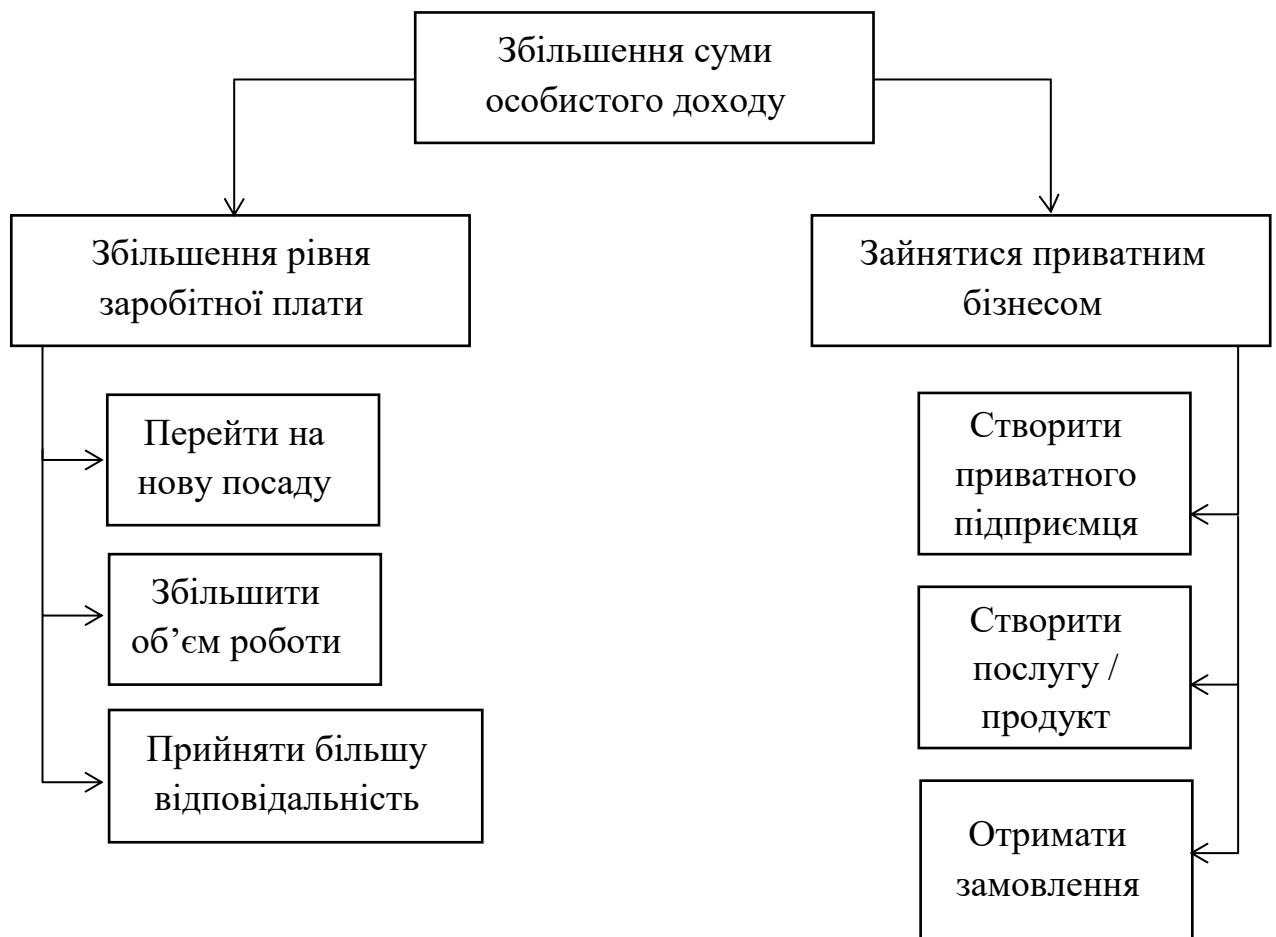 Збільшення суми
особистого доходу
Збільшення рівня
заробітної плати
Зайнятися приватним
бізнесом
Перейти на
нову посаду
Збільшити
об’єм роботи
Прийняти більшу
відповідальність
Створити
приватного
підприємця
Створити
послугу /
продукт
Отримати
замовлення